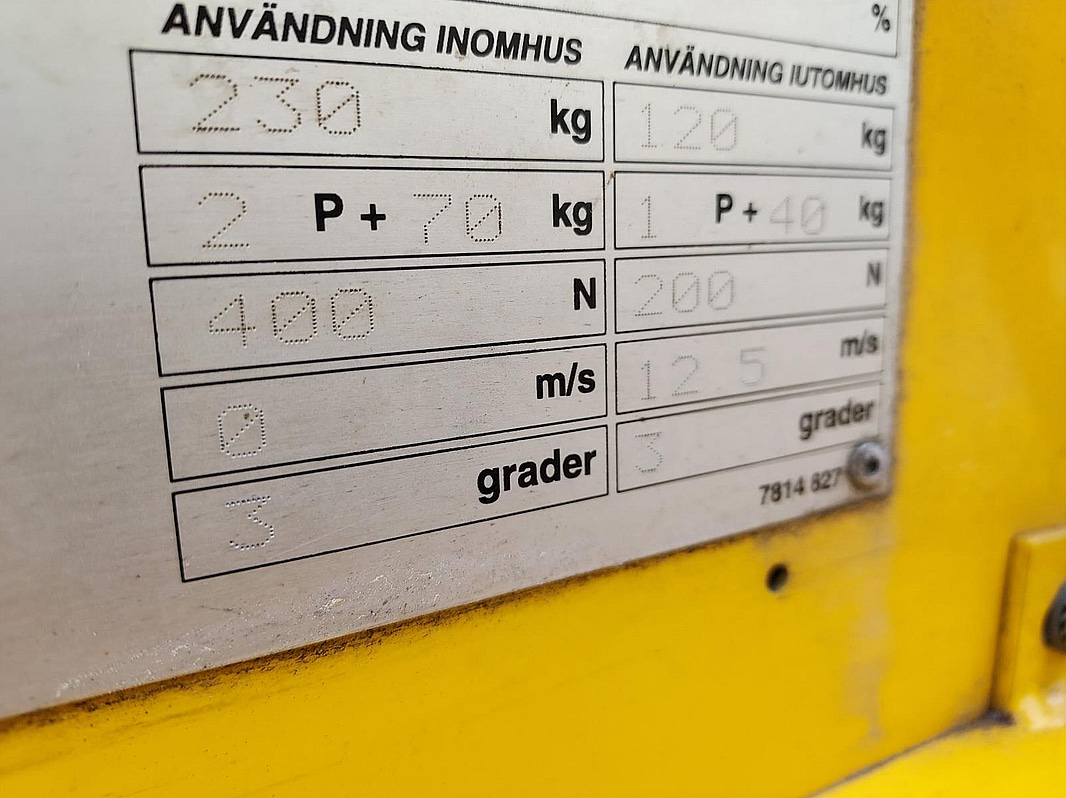 %
ANVÄNDNING INOMHUS ANVÄNDNING IUTOMHUS
230 kg 120 kg
2 P + 70 kg 1 P + 40 kg
400 N 200 N
0 m/s 12 5 m/s
3 grader 3 grader
7814 827